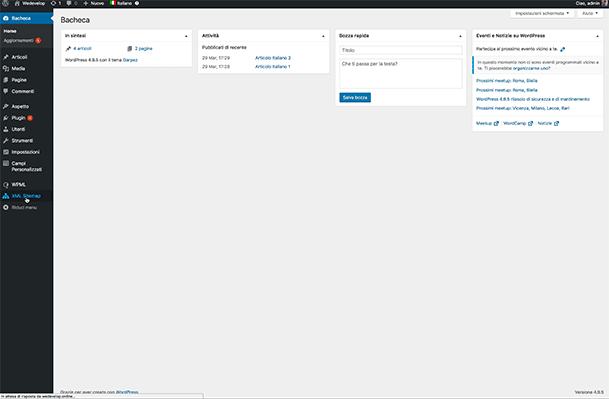 Wedevelop 1 0 Nuovo Italiano Ciao, admin
Bacheca
Home
Aggiornamenti
Articoli
Media
Pagine
Commenti
Aspetto
Plugin
Utenti
Strumenti
Impostazioni
Campi
Personalizzati
WPML
XML Sitemap
Riduci menu
Bacheca
Impostazioni schermata Aiuto
In sintesi
4 articoli 2 pagine
WordPress 4.9.5 con il tema
Attività
Pubblicati di recente
29 Mar, 17:29 Articolo Italiano 2
29 Mar, 17:28 Articolo Italiano 1
Bozza rapida
Titolo
Che ti passa per la testa?
Salva bozza
Eventi e Notizie su WordPress
Partecipa al prossimo evento vicino a te.
In questo momento non ci sono eventi programmati vicino a
te. Ti piacerebbe organizzarne uno?
Prossimi meetup: Roma, Biella
Prossimi meetup: Roma, Biella
WordPress 4.9.5 rilascio di sicurezza e di mantenimento
Prossimi meetup: Vicenza, Milano, Lecce, Bari
Meetup WordCamp Notizie
Grazie per aver creato con WordPress.
Versione 4.9.5
In attesa di risposta da wedevelop.online...